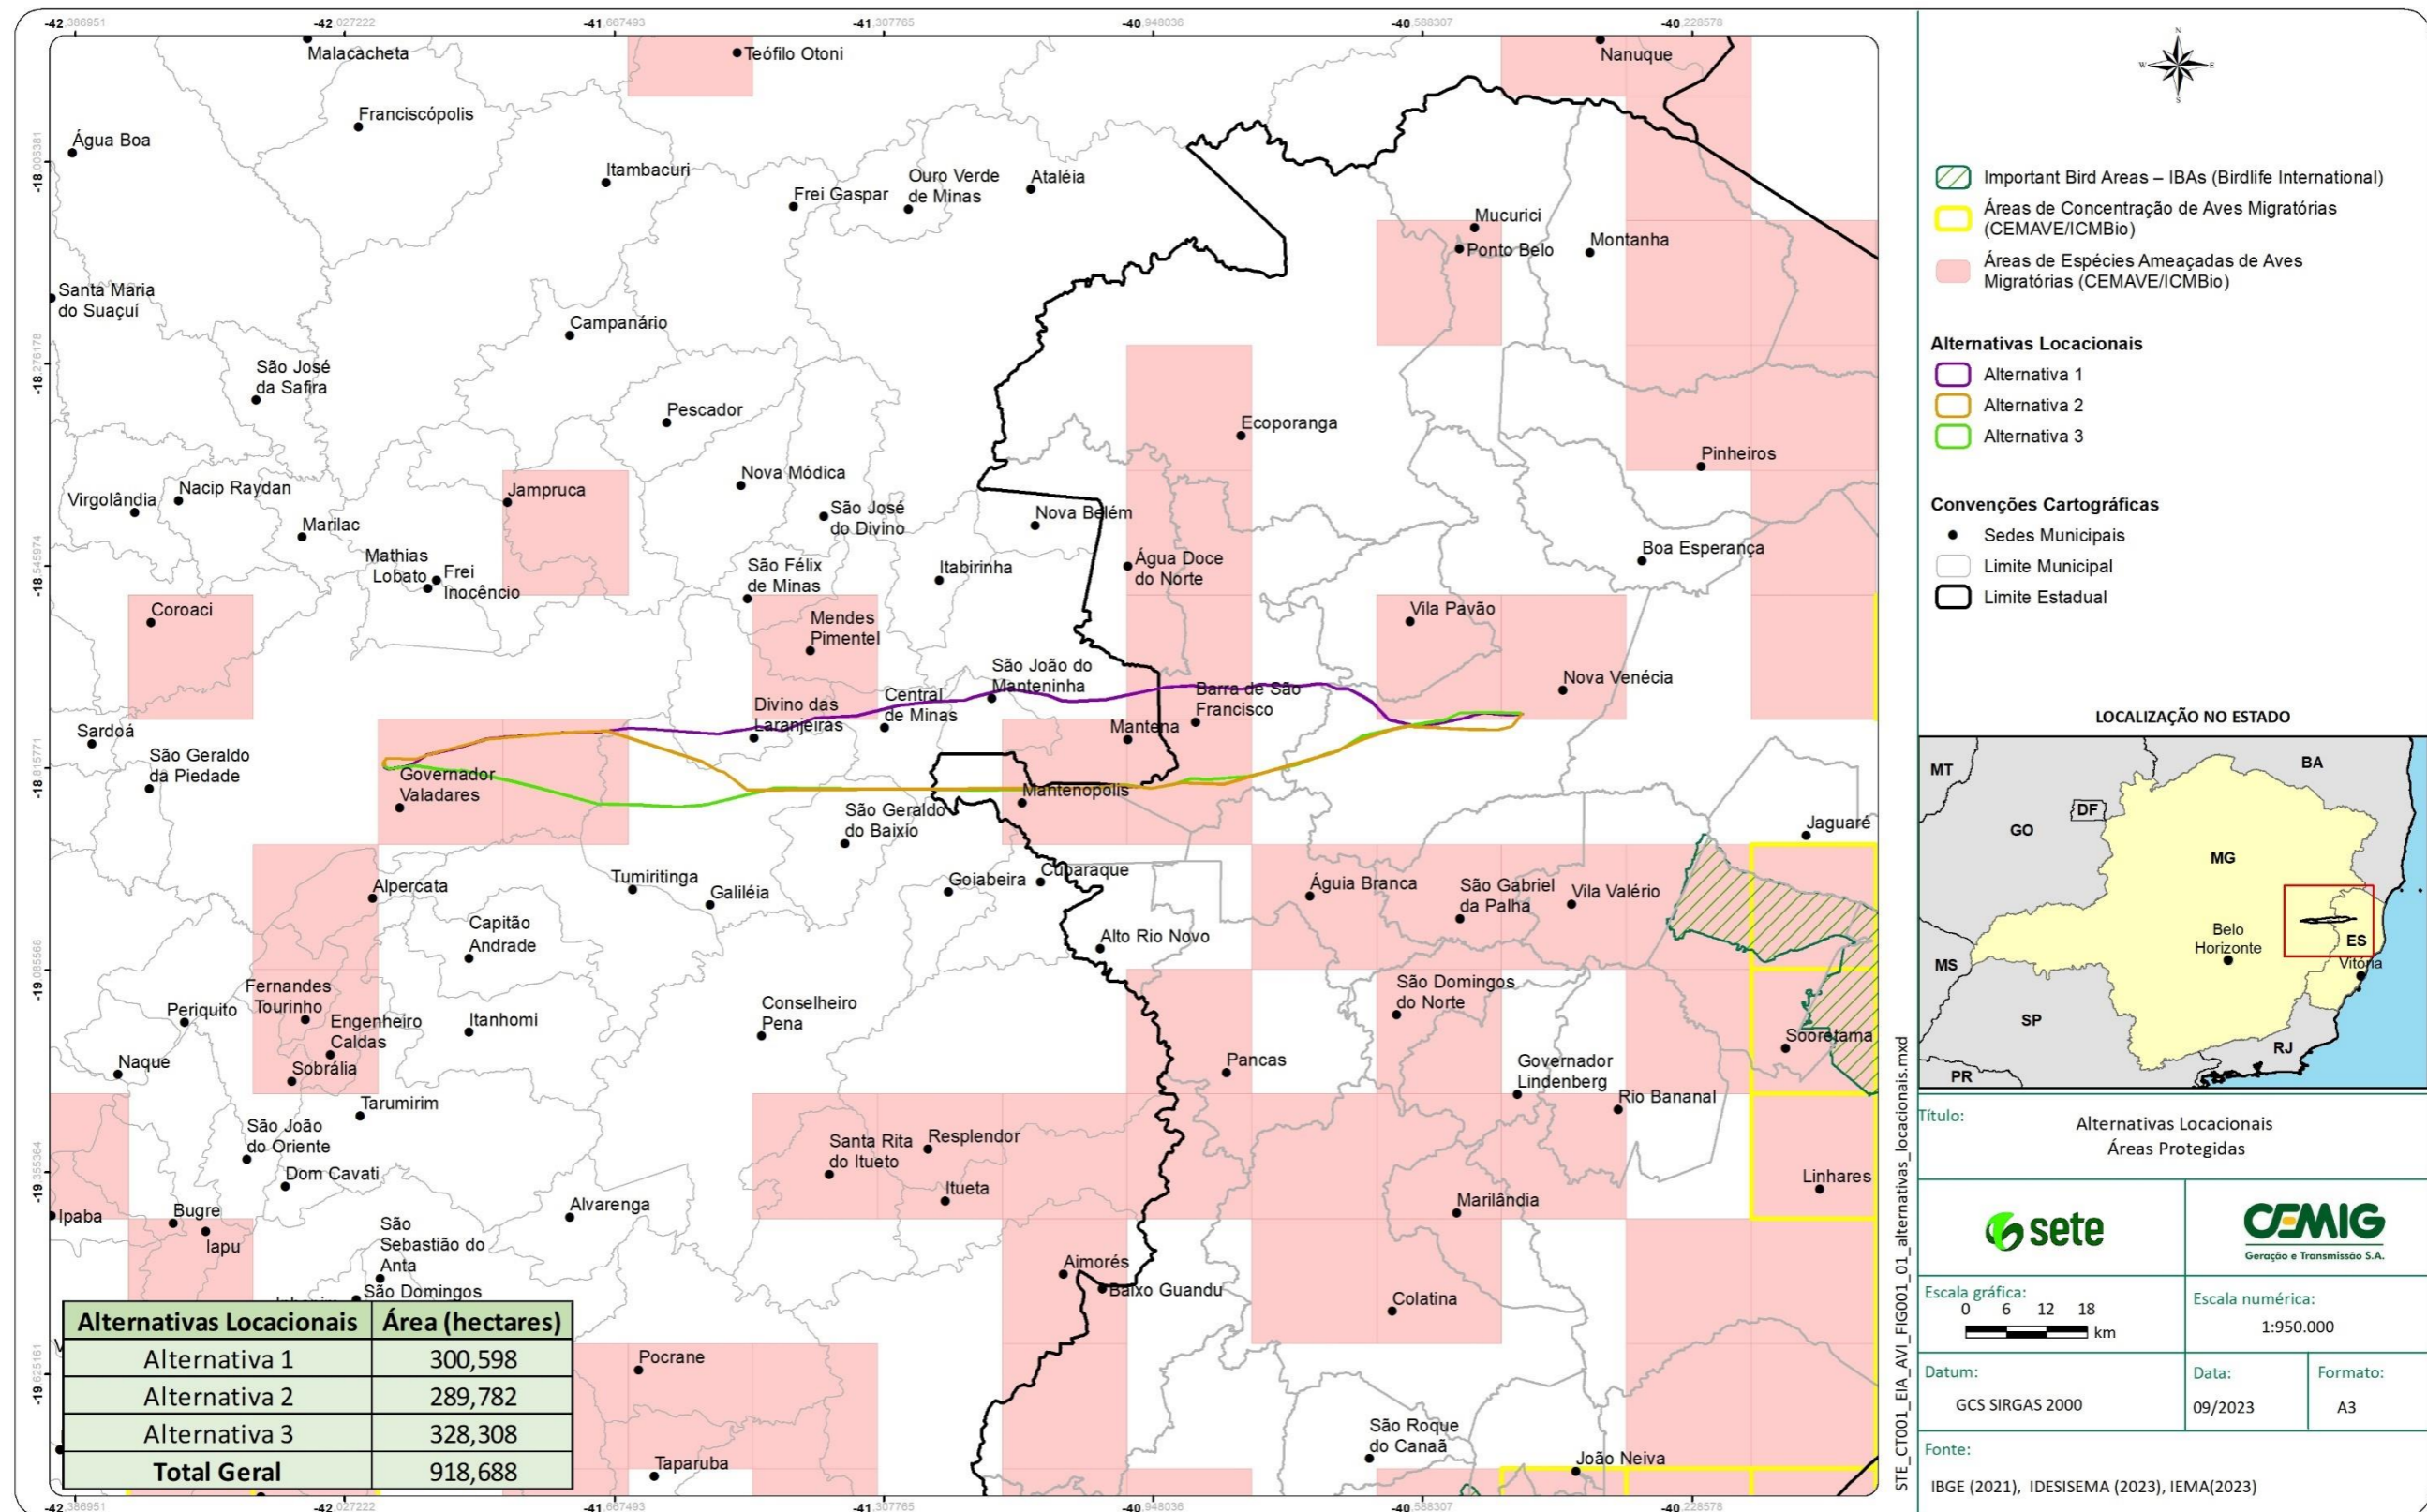 -42.386951
-42.027222
-41.667493
-41.307765
-40.948036
-40.588307
-40.228578
-18.006381
-18.276178
-18.545974
-18.815771
-19.085568
-19.355364
-19.625161
Malacacheta
Teófilo Otoni
Nanuque
Franciscópolis
Água Boa
Itambacuri
Frei Gaspar
Ouro Verde
de Minas
Ataléia
Mucurici
Ponto Belo
Montanha
Santa Maria
do Suaçuí
Campanário
São José
da Safira
Pescador
Ecoporanga
Pinheiros
Nova Módica
Virgolândia
Nacip Raydan
Jampruca
São José
do Divino
Nova Belém
Marilac
Mathias
Lobato
Frei
Inocêncio
São Félix
de Minas
Itabirinha
Água Doce
do Norte
Boa Esperança
Coroaci
Mendes
Pimentel
Vila Pavão
São João do
Manteninha
Nova Venécia
Divino das
Laranjeiras
Central
de Minas
Barra de São
Francisco
Mantena
Sardoá
São Geraldo
da Piedade
Governador
Valadares
Mantenópolis
São Geraldo
do Baixio
Jaguaré
Alpercata
Tumiritinga
Galiléia
Goiabeira
Cuparaque
Águia Branca
São Gabriel
da Palha
Vila Valério
Capitão
Andrade
Alto Rio Novo
Fernandes
Tourinho
Periquito
Engenheiro
Caldas
Itanhomi
Conselheiro
Pena
São Domingos
do Norte
Sooretama
Naque
Sobrália
Pancas
Governador
Lindenberg
Rio Bananal
Tarumirim
São João
do Oriente
Santa Rita
do Itueto
Resplendor
Dom Cavati
Itueta
Linhares
Marilândia
Ipaba
Bugre
Iapu
Alvarenga
São
Sebastião do
Anta
São Domingos
Aimorés
Baixo Guandu
Colatina
Pocrane
São Roque
do Canaã
Taparuba
João Neiva
Alternativas Locacionais Área (hectares)
Alternativa 1 300,598
Alternativa 2 289,782
Alternativa 3 328,308
Total Geral 918,688
-42.386951
-42.027222
-41.667493
-41.307765
-40.948036
-40.588307
-40.228578
STE_CT001_EIA_AVI_FIG001_01_alternativas_locacionais.mxd
N
W
E
S
Important Bird Areas – IBAs (Birdlife International)
Áreas de Concentração de Aves Migratórias
(CEMAVE/ICMBio)
Áreas de Espécies Ameaçadas de Aves
Migratórias (CEMAVE/ICMBio)
Alternativas Locacionais
Alternativa 1
Alternativa 2
Alternativa 3
Convenções Cartográficas
Sedes Municipais
Limite Municipal
Limite Estadual
LOCALIZAÇÃO NO ESTADO
MT
BA
DF
GO
MG
Belo
Horizonte
ES
Vitória
MS
SP
RJ
PR
Título:
Alternativas Locacionais
Áreas Protegidas
sete
CEMIG
Geração e Transmissão S.A.
Escala gráfica:
0 6 12 18
km
Escala numérica:
1:950.000
Datum:
GCS SIRGAS 2000
Data:
09/2023
Formato:
A3
Fonte:
IBGE (2021), IDESISEMA (2023), IEMA(2023)